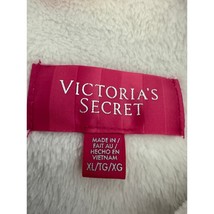 VICTORIA'S
SECRET
MADE IN /
FAIT AU /
HECHO EN
VIETNAM
XL/TG/XG